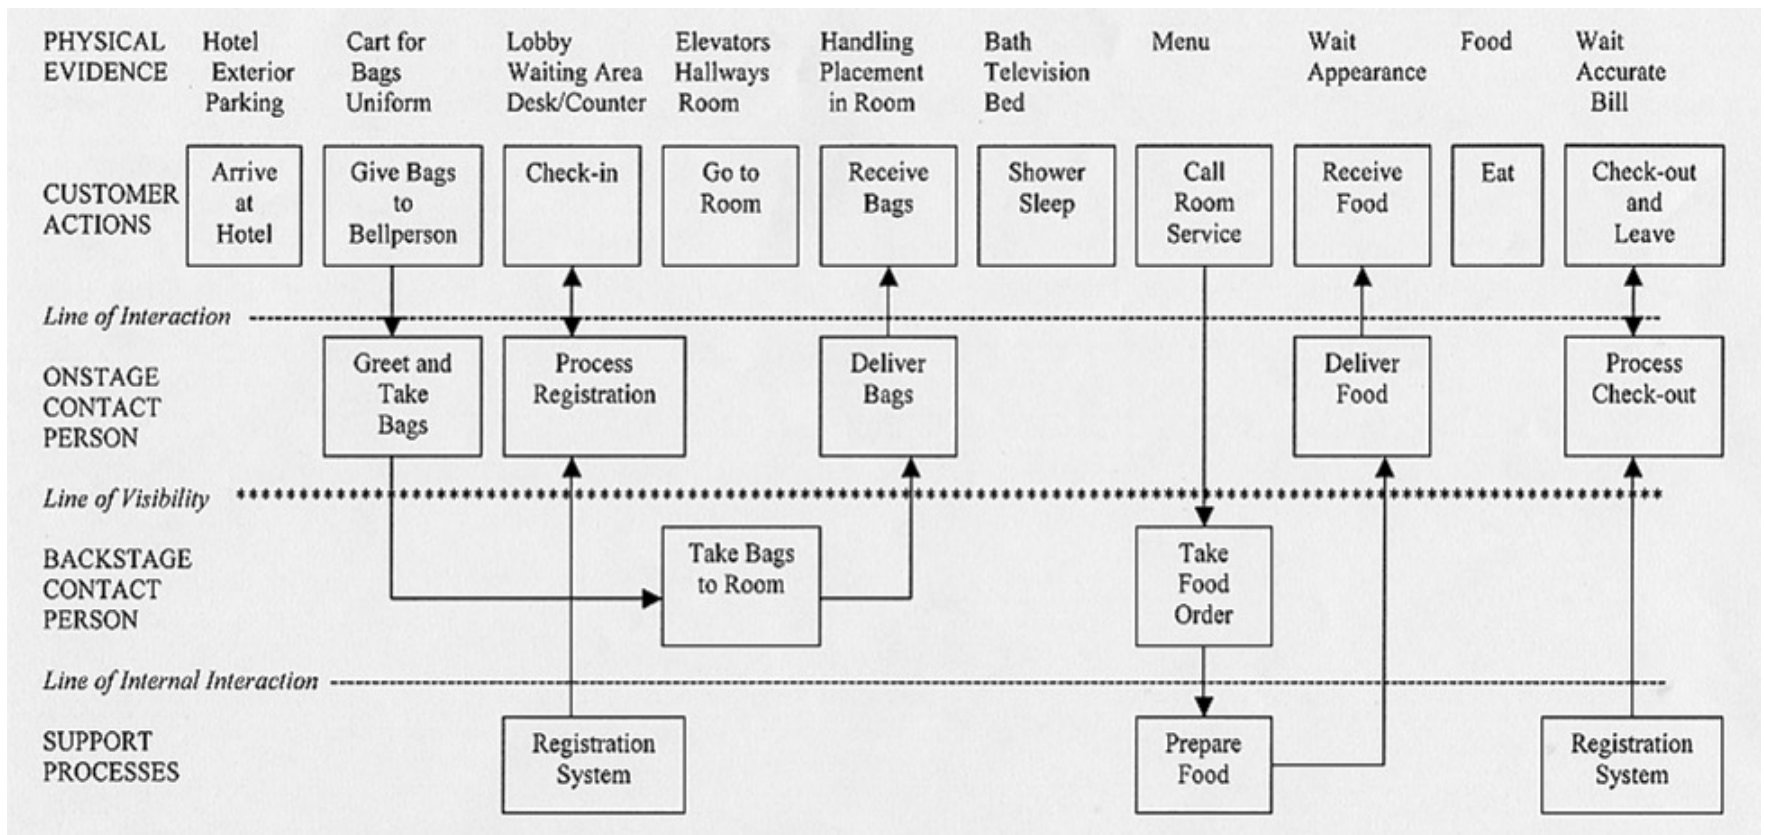 PHYSICAL
EVIDENCE
Hotel
Exterior
Parking
Cart for
Bags
Uniform
Lobby
Waiting Area
Desk/Counter
Elevators
Hallways
Room
Handling
Placement
in Room
Bath
Television
Bed
Menu
Wait
Appearance
Food
Wait
Accurate
Bill
CUSTOMER
ACTIONS
Arrive
at
Hotel
Give Bags
to
Bellperson
Check-in
Go to
Room
Receive
Bags
Shower
Sleep
Call
Room
Service
Receive
Food
Eat
Check-out
and
Leave
Line of Interaction
ONSTAGE
CONTACT
PERSON
Greet and
Take
Bags
Process
Registration
Deliver
Bags
Deliver
Food
Process
Check-out
Line of Visibility
BACKSTAGE
CONTACT
PERSON
Take Bags
to Room
Take
Food
Order
Line of Internal Interaction
SUPPORT
PROCESSES
Registration
System
Prepare
Food
Registration
System